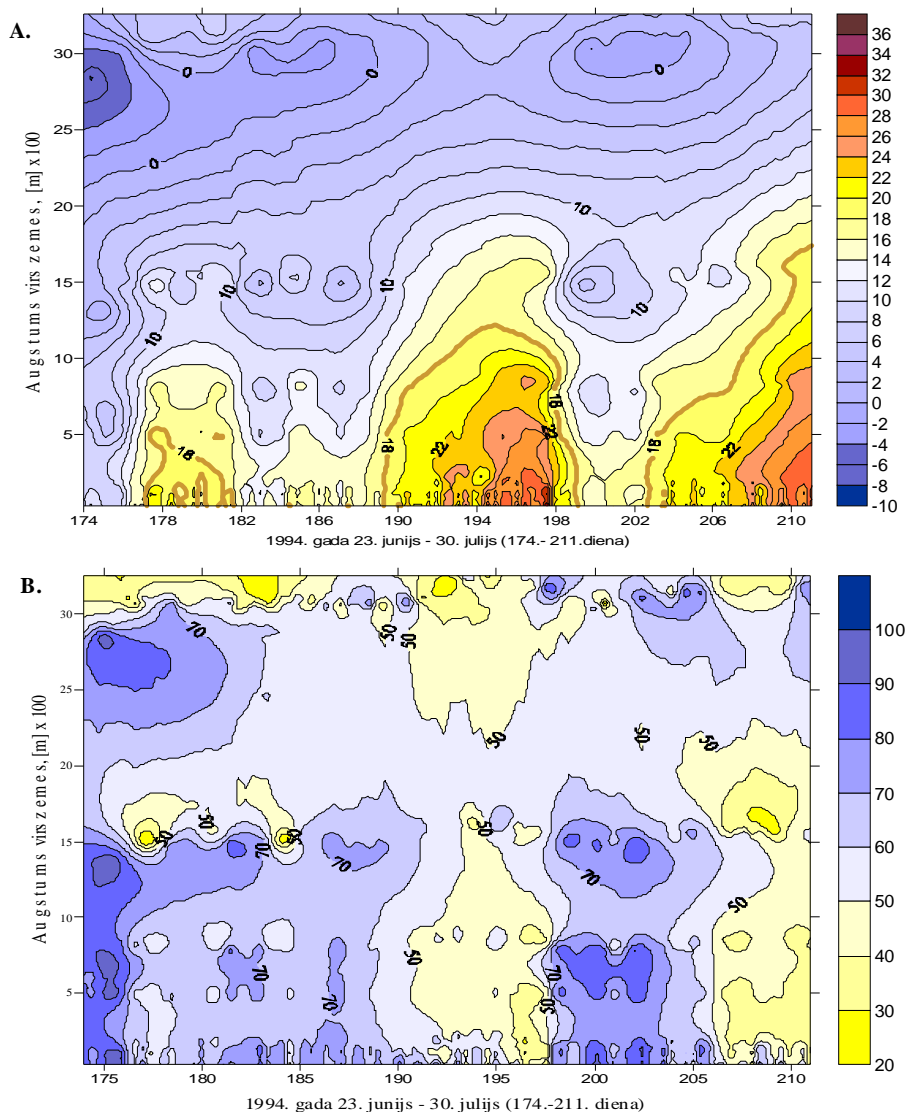 A.
Augstums virs zemes, [m] x 100
30
25
20
15
10
5
174 178 182 186 190 194 198 202 206 210
1994. gada 23. junijs - 30. julijs (174.- 211.diena)
0 0 0 0
10
10 10 10 10
18 18 18 18
22 22 22
36
34
32
30
28
26
24
22
20
18
16
14
12
10
8
6
4
2
0
-2
-4
-6
-8
-10
B.
Augstums virs zemes, [m] x 100
30
25
20
15
10
5
175 180 185 190 195 200 205 210
1994. gada 23. junijs - 30. julijs (174.-211. diena)
70 50 50
50 50 50
50 50 50 50
70 70 70
50 50
70 70 70 50
100
90
80
70
60
50
40
30
20